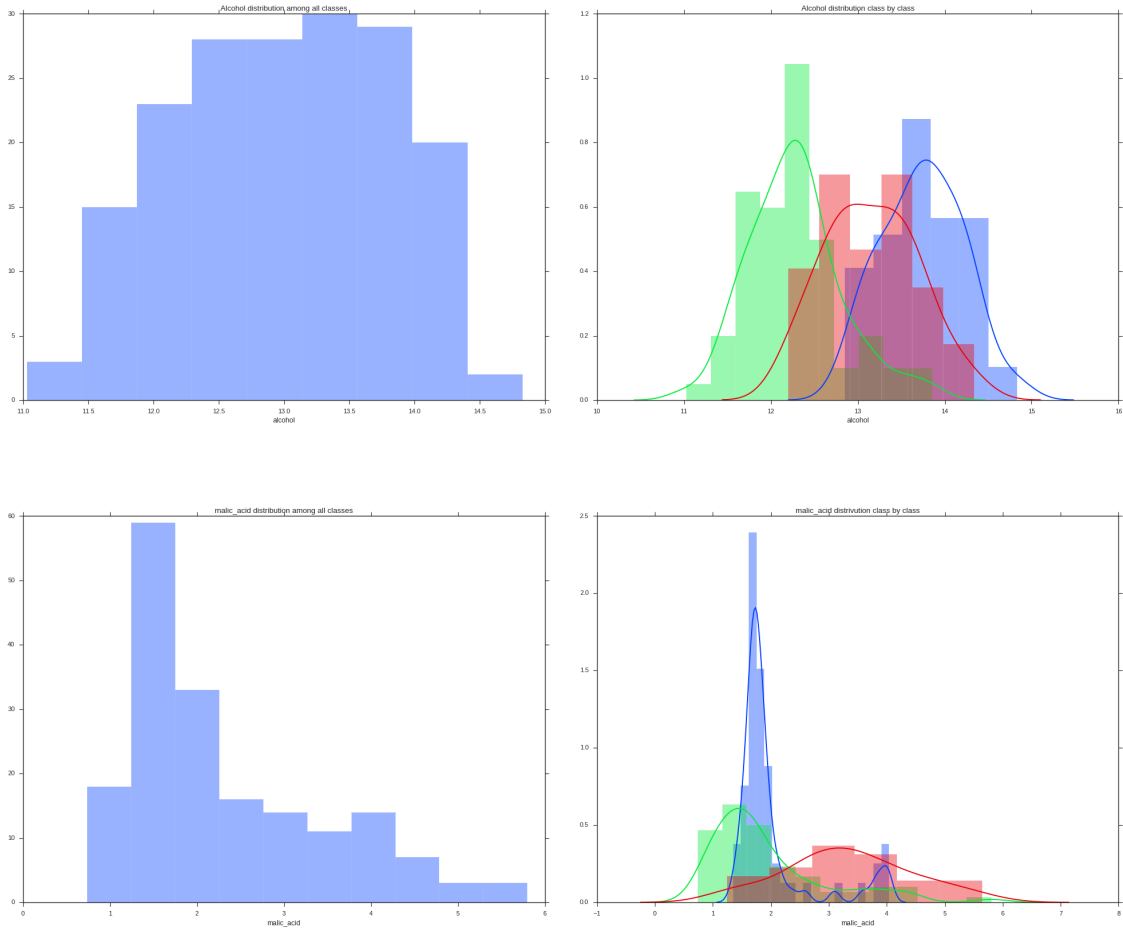 Alcohol distribution among all classes
30
25
20
15
10
5
0
11.0 11.5 12.0 12.5 13.0 13.5 14.0 14.5 15.0
alcohol
Alcohol distribution class by class
1.2
1.0
0.8
0.6
0.4
0.2
0.0
10 11 12 13 14 15 16
alcohol
malic_acid distribution among all classes
60
50
40
30
20
10
0
0 1 2 3 4 5 6
malic_acid
malic_acid distrivution class by class
2.5
2.0
1.5
1.0
0.5
0.0
−1 0 1 2 3 4 5 6 7 8
malic_acid